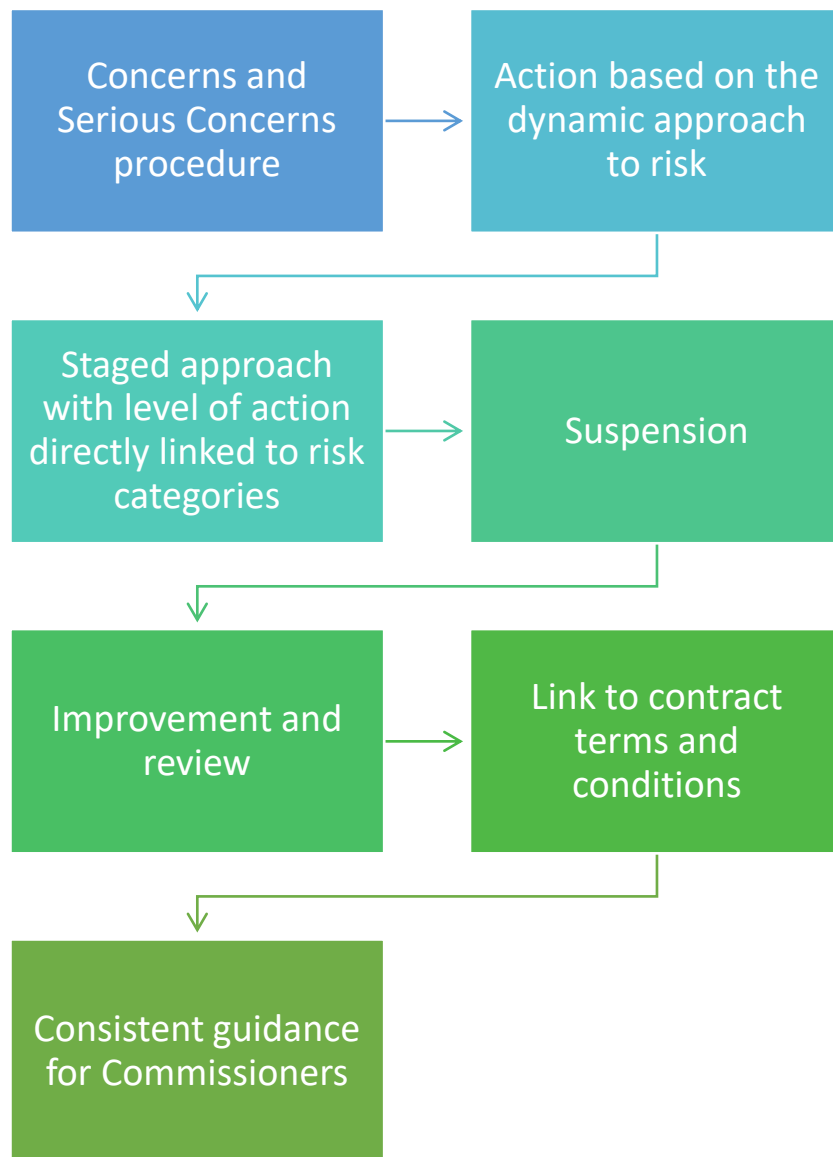 Concerns and
Serious Concerns
procedure
Action based on the
dynamic approach
to risk
Staged approach
with level of action
directly linked to risk
categories
Suspension
Improvement and
review
Link to contract
terms and
conditions
Consistent guidance
for Commissioners